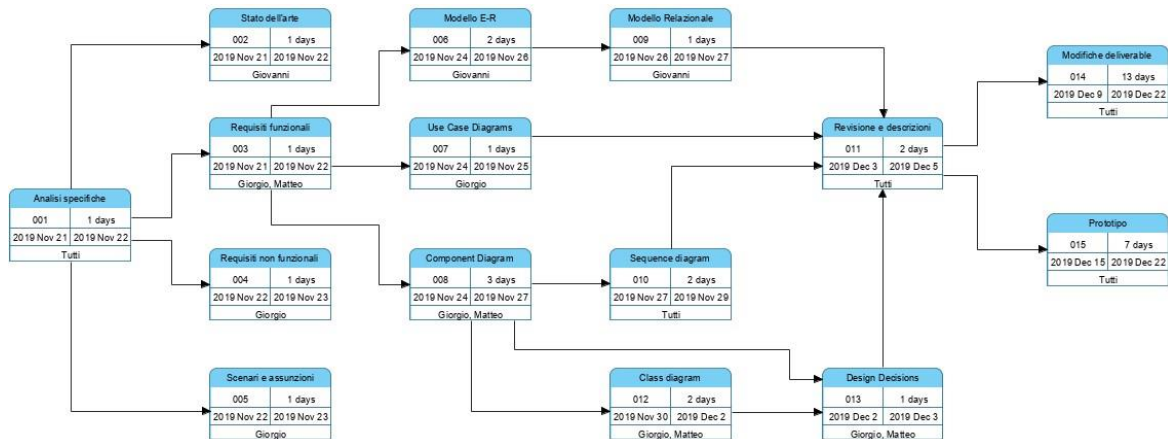 Stato dell'arte
002 1 days
2019 Nov 21 2019 Nov 22
Giovanni
Modello E-R
006 2 days
2019 Nov 24 2019 Nov 26
Giovanni
Modello Relazionale
009 1 days
2019 Nov 26 2019 Nov 27
Giovanni
Modifiche deliverable
014 13 days
2019 Dec 9 2019 Dec 22
Tutti
Requisiti funzionali
003 1 days
2019 Nov 21 2019 Nov 22
Giorgio, Matteo
Use Case Diagrams
007 1 days
2019 Nov 24 2019 Nov 25
Giorgio
Revisione e descrizioni
011 2 days
2019 Dec 3 2019 Dec 5
Tutti
Analisi specifiche
001 1 days
2019 Nov 21 2019 Nov 22
Tutti
Requisiti non funzionali
004 1 days
2019 Nov 22 2019 Nov 23
Giorgio
Component Diagram
008 3 days
2019 Nov 24 2019 Nov 27
Giorgio, Matteo
Sequence diagram
010 2 days
2019 Nov 27 2019 Nov 29
Tutti
Prototipo
015 7 days
2019 Dec 15 2019 Dec 22
Tutti
Scenari e assunzioni
005 1 days
2019 Nov 22 2019 Nov 23
Giorgio
Class diagram
012 2 days
2019 Nov 30 2019 Dec 2
Giorgio, Matteo
Design Decisions
013 1 days
2019 Dec 2 2019 Dec 3
Giorgio, Matteo